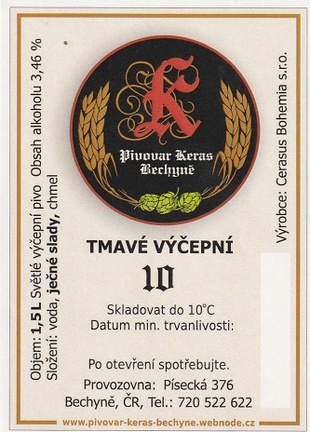 Objem: 1,5 L Světlé výčepní pivo Obsah alkoholu 3,46 %
Složení: voda, ječné slady, chmel
K
Pivovar Keras
Bechyně
Výrobce: Cerasus Bohemia s.r.o.
TMAVÉ VÝČEPNÍ
10
Skladovat do 10°C
Datum min. trvanlivosti:
Po otevření spotřebujte.
Provozovna: Písecká 376
Bechyně, ČR, Tel.: 720 522 622
www.pivovar-keras-bechyne.webnode.cz